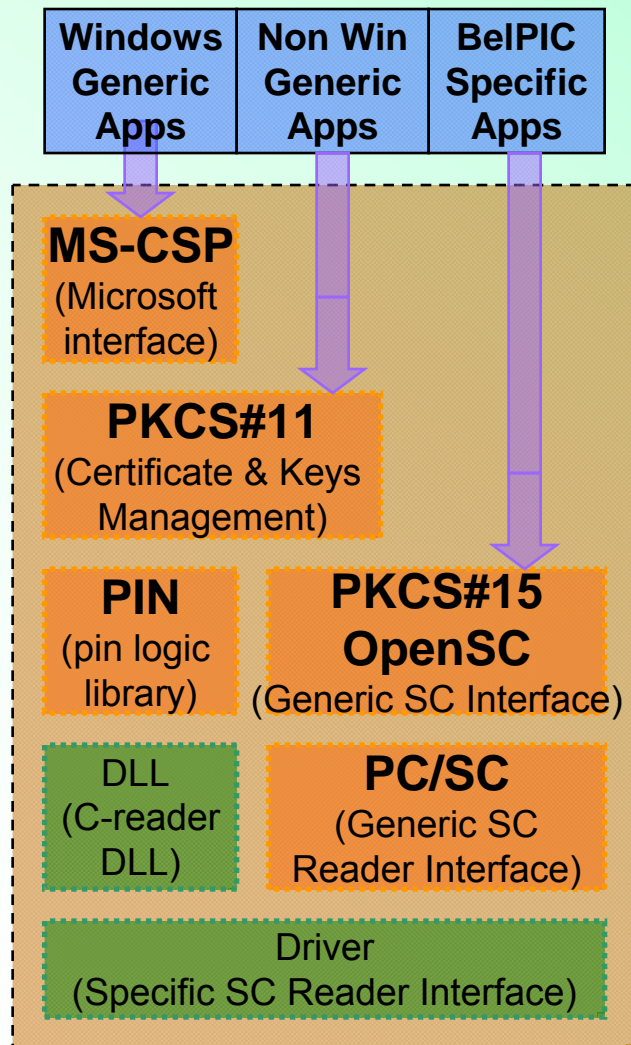 Windows
Generic
Apps
Non Win
Generic
Apps
BelPIC
Specific
Apps
MS-CSP
(Microsoft
interface)
PKCS#11
(Certificate & Keys
Management)
PIN
(pin logic
library)
PKCS#15
OpenSC
(Generic SC Interface)
DLL
(C-reader
DLL)
PC/SC
(Generic SC
Reader Interface)
Driver
(Specific SC Reader Interface)